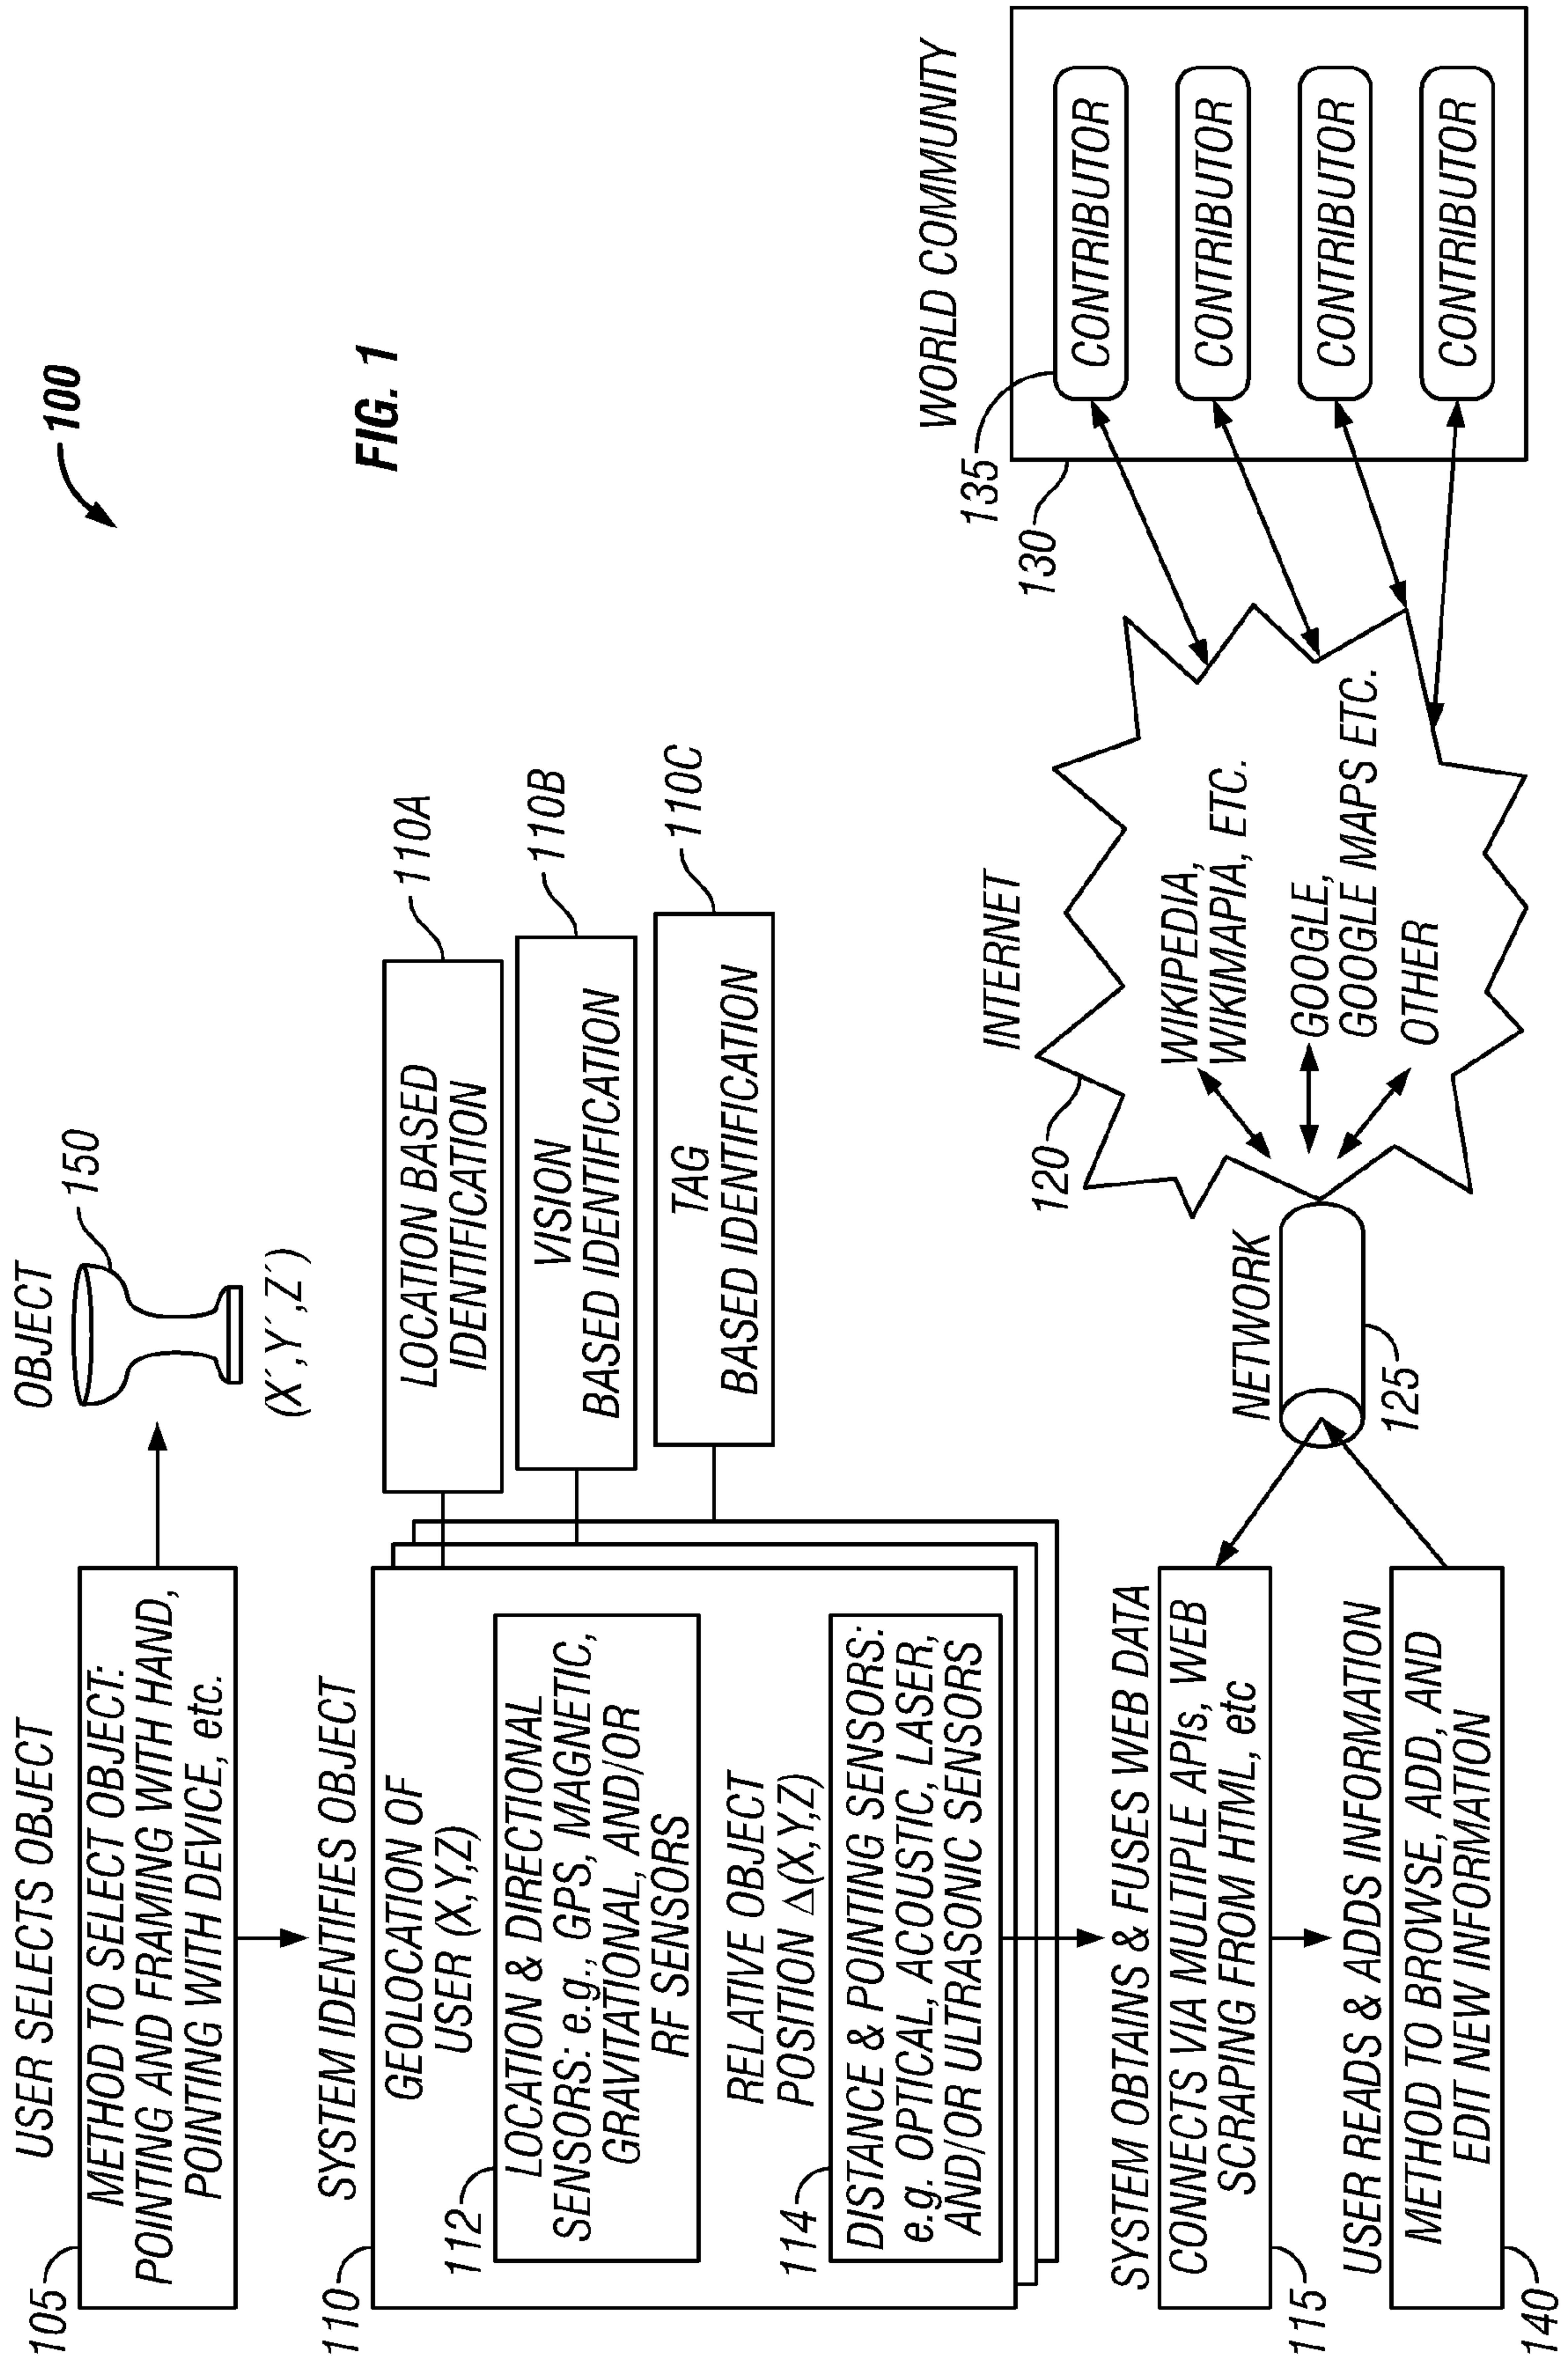 100
FIG. 1
USER SELECTS OBJECT
105
METHOD TO SELECT OBJECT:
POINTING AND FRAMING WITH HAND,
POINTING WITH DEVICE, etc.
OBJECT
150
(X´,Y´,Z´)
SYSTEM IDENTIFIES OBJECT
110
GEOLOCATION OF
USER (X,Y,Z)
112
LOCATION & DIRECTIONAL
SENSORS: e.g., GPS, MAGNETIC,
GRAVITATIONAL, AND/OR
RF SENSORS
RELATIVE OBJECT
POSITION Δ(X,Y,Z)
114
DISTANCE & POINTING SENSORS:
e.g. OPTICAL, ACOUSTIC, LASER,
AND/OR ULTRASONIC SENSORS
LOCATION BASED
IDENTIFICATION
110A
VISION
BASED IDENTIFICATION
110B
TAG
BASED IDENTIFICATION
110C
SYSTEM OBTAINS & FUSES WEB DATA
CONNECTS VIA MULTIPLE APIs, WEB
SCRAPING FROM HTML, etc
115
USER READS & ADDS INFORMATION
METHOD TO BROWSE, ADD, AND
EDIT NEW INFORMATION
140
NETWORK
125
INTERNET
120
WIKIPEDIA,
WIKIMAPIA, ETC.
GOOGLE,
GOOGLE MAPS ETC.
OTHER
WORLD COMMUNITY
135
130
CONTRIBUTOR
CONTRIBUTOR
CONTRIBUTOR
CONTRIBUTOR